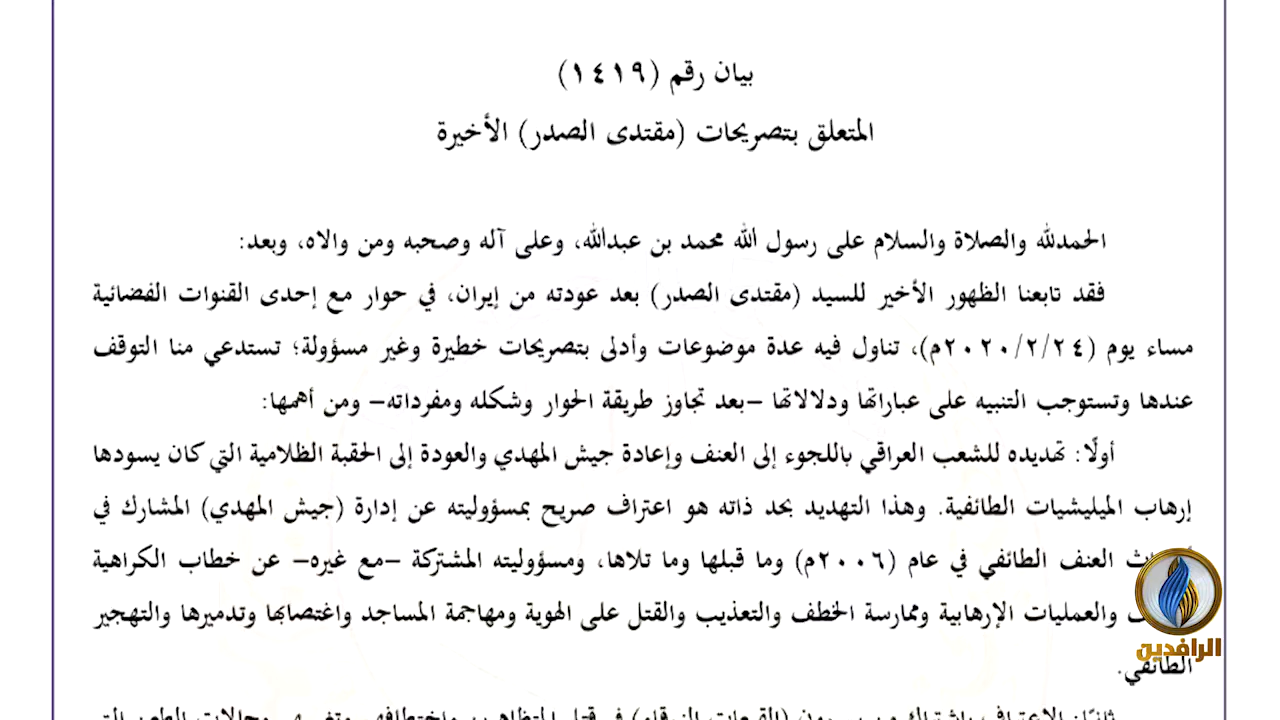 بيان رقم (١٤١٩)
المتعلق بتصريحات (مقتدى الصدر) الأخيرة
الحمدلله والصلاة والسلام على رسول الله محمد بن عبدالله، وعلى آله وصحبه ومن والاه، وبعد:
فقد تابعنا الظهور الأخير للسيد (مقتدى الصدر) بعد عودته من إيران، في حوار مع إحدى القنوات الفضائية
مساء يوم (٢٠٢٠/٢/٢٤م)، تناول فيه عدة موضوعات وأدلى بتصريحات خطيرة وغير مسؤولة؛ تستدعي منا التوقف
عندها وتستوجب التنبيه على عباراتها ودلالاتها –بعد تجاوز طريقة الحوار وشكله ومفرداته– ومن أهمها:
أولًا: تهديده للشعب العراقي باللجوء إلى العنف وإعادة جيش المهدي والعودة إلى الحقبة الظلامية التي كان يسودها
إرهاب الميليشيات الطائفية. وهذا التهديد بحد ذاته هو اعتراف صريح بمسؤوليته عن إدارة (جيش المهدي) المشارك في
العنف الطائفي في عام (٢٠٠٦م) وما قبلها وما تلاها، ومسؤوليته المشتركة –مع غيره– عن خطاب الكراهية
والعمليات الإرهابية وممارسة الخطف والتعذيب والقتل على الهوية ومهاجمة المساجد واغتصابها وتدميرها والتهجير
الطائفي.
الرافدين